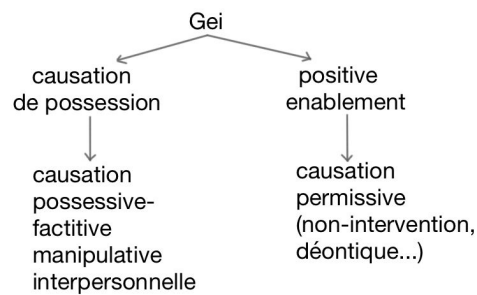 Gei
causation
de possession
positive
enablement
causation
possessive-
factitive
manipulative
interpersonnelle
causation
permissive
(non-intervention,
déontique...)